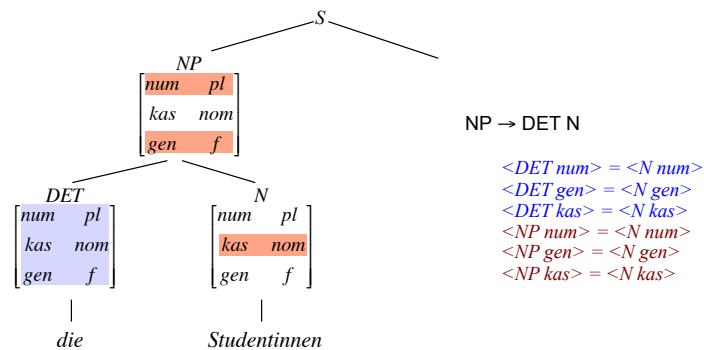 S
NP
num pl
kas nom
gen f
NP → DET N
<DET num> = <N num>
<DET gen> = <N gen>
<DET kas> = <N kas>
<NP num> = <N num>
<NP gen> = <N gen>
<NP kas> = <N kas>
DET
num pl
kas nom
gen f
N
num pl
kas nom
gen f
die
Studentinnen